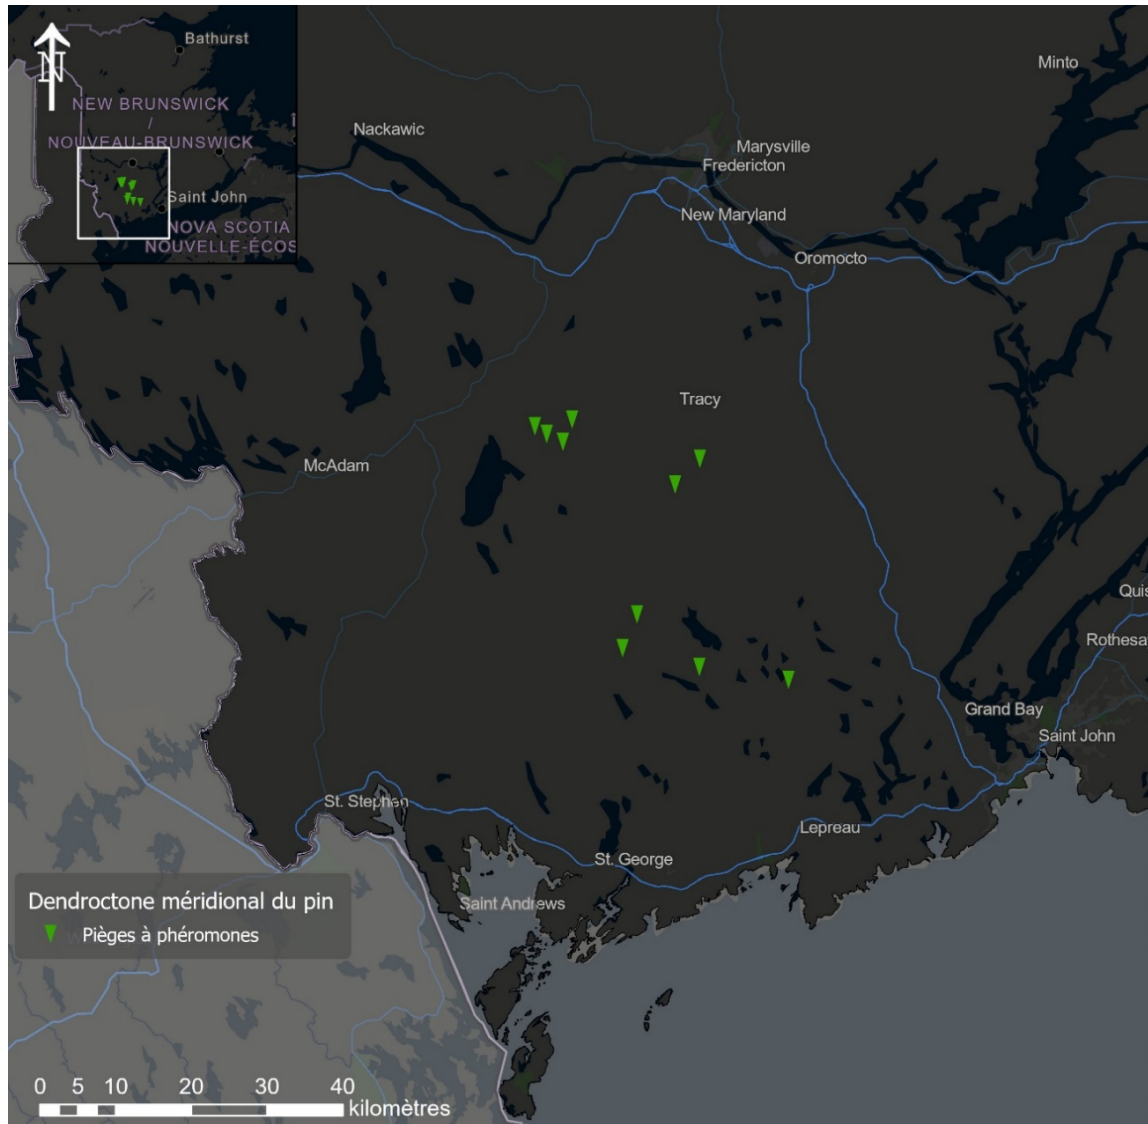 N
Bathurst
NEW BRUNSWICK
/
NOUVEAU-BRUNSWICK
Saint John
NOVA SCOTIA
NOUVELLE-ÉCOS
Minto
Nackawic
Marysville
Fredericton
New Maryland
Oromocto
Tracy
McAdam
Quis
Rothesa
Grand Bay
Saint John
St. Stephen
Lepreau
St. George
Saint Andrews
Dendroctone méridional du pin
Pièges à phéromones
0 5 10 20 30 40
kilomètres